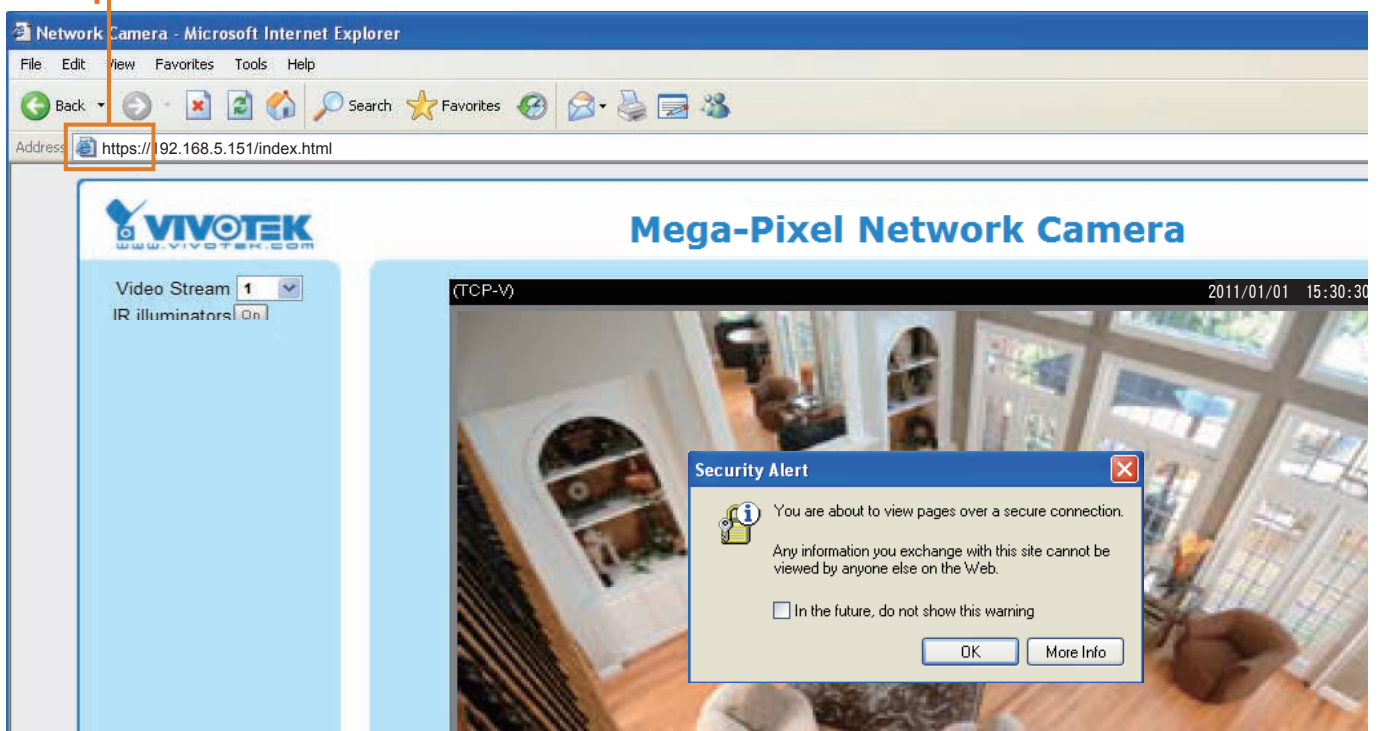 Network Camera - Microsoft Internet Explorer
File Edit View Favorites Tools Help
Back Search Favorites
Address https://192.168.5.151/index.html
VIVOTEK
www.vivotek.com
Mega-Pixel Network Camera
Video Stream 1
IR illuminators On
(TCP-V) 2011/01/01 15:30:30
Security Alert
You are about to view pages over a secure connection.
Any information you exchange with this site cannot be
viewed by anyone else on the Web.
In the future, do not show this warning
OK More Info